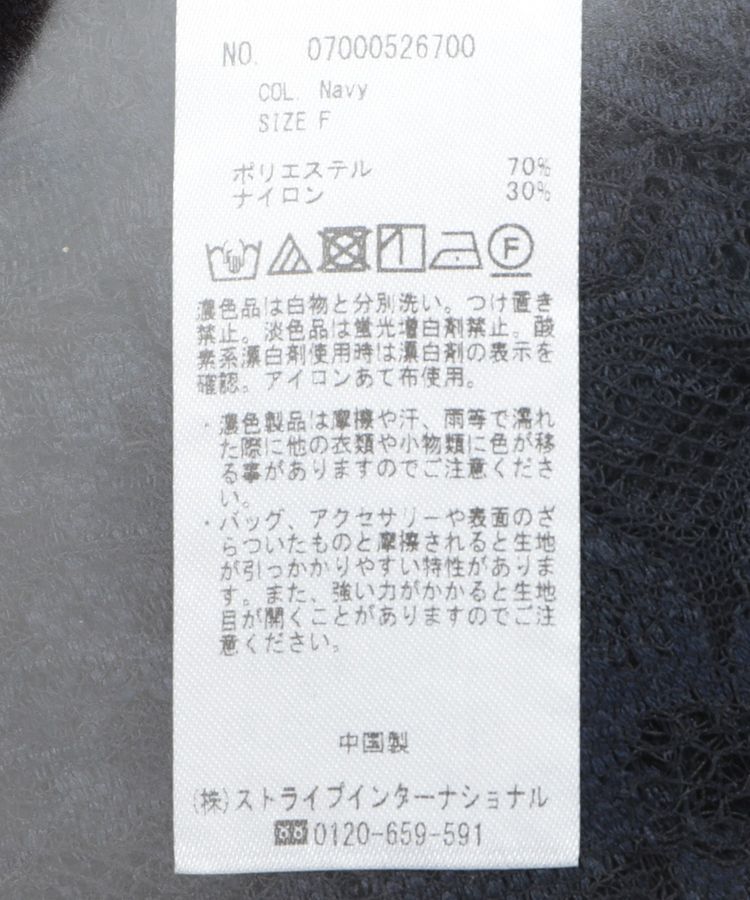 NO. 07000526700
COL. Navy
SIZE F
ポリエステル 70%
ナイロン 30%
F
濃色品は白物と分別洗い。つけ置き
禁止。淡色品は蛍光増白剤禁止。酸
素系漂白剤使用時は漂白剤の表示を
確認。アイロンあて布使用。
・濃色製品は摩擦や汗、雨等で濡れ
た際に他の衣類や小物類に色が移
る事がありますのでご注意くださ
い。
・バッグ、アクセサリーや表面のざ
らついたものと摩擦されると生地
が引っかかりやすい特性がありま
す。また、強い力がかかると生地
目が開くことがありますのでご注
意ください。
中国製
(株)ストライプインターナショナル
0120-659-591